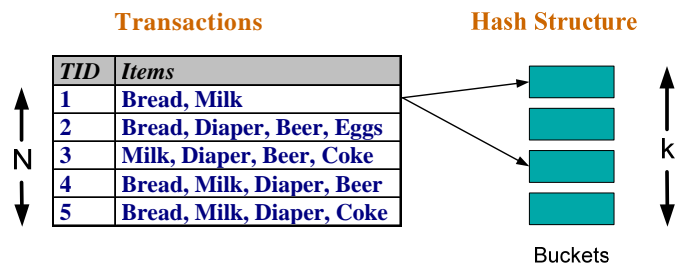 Transactions
Hash Structure
TID Items
1 Bread, Milk
2 Bread, Diaper, Beer, Eggs
3 Milk, Diaper, Beer, Coke
4 Bread, Milk, Diaper, Beer
5 Bread, Milk, Diaper, Coke
N
k
Buckets